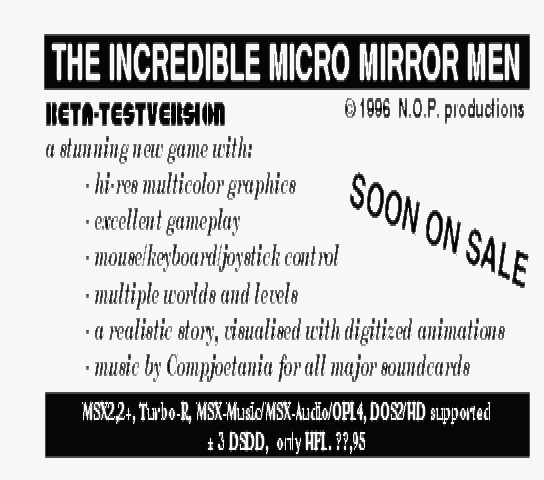 THE INCREDIBLE MICRO MIRROR MEN
BETA-TESTVERSION
© 1996 N.O.P. productions
a stunning new game with:
· hi-res multicolor graphics
· excellent gameplay
· mouse/keyboard/joystick control
· multiple worlds and levels
· a realistic story, visualised with digitized animations
· music by Compjoetania for all major soundcards
SOON ON SALE
MSX2,2+, Turbo-R, MSX-Music/MSX-Audio/OPL4, DOS2/HD supported
± 3 DSDD, only HFL. ??,95